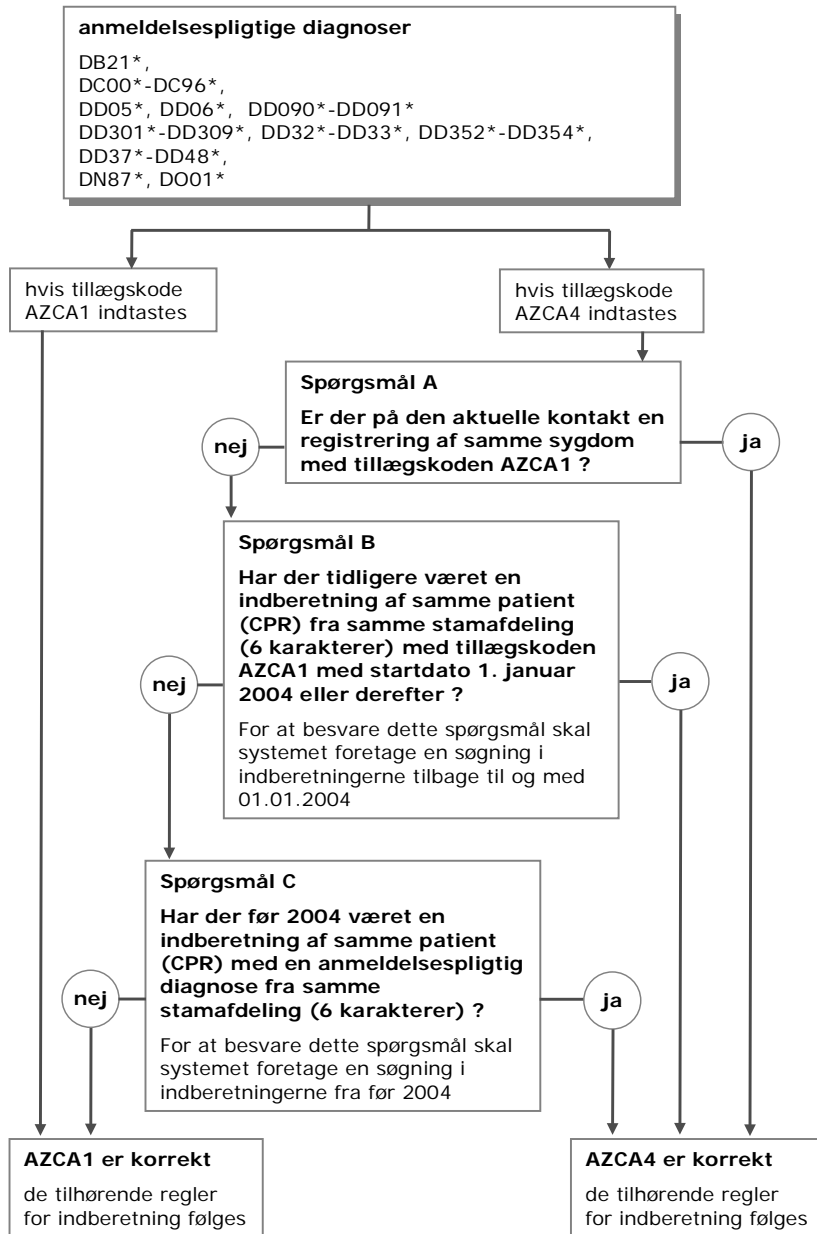 anmeldelsespligtige diagnoser
DB21*,
DC00*-DC96*,
DD05*, DD06*, DD090*-DD091*
DD301*-DD309*, DD32*-DD33*, DD352*-DD354*,
DD37*-DD48*,
DN87*, DO01*
hvis tillægskode
AZCA1 indtastes
hvis tillægskode
AZCA4 indtastes
Spørgsmål A
Er der på den aktuelle kontakt en
registrering af samme sygdom
med tillægskoden AZCA1 ?
nej
ja
Spørgsmål B
Har der tidligere været en
indberetning af samme patient
(CPR) fra samme stamafdeling
(6 karakterer) med tillægskoden
AZCA1 med startdato 1. januar
2004 eller derefter ?
For at besvare dette spørgsmål skal
systemet foretage en søgning i
indberetningerne tilbage til og med
01.01.2004
nej
ja
Spørgsmål C
Har der før 2004 været en
indberetning af samme patient
(CPR) med en anmeldelsespligtig
diagnose fra samme
stamafdeling (6 karakterer) ?
For at besvare dette spørgsmål skal
systemet foretage en søgning i
indberetningerne fra før 2004
nej
ja
AZCA1 er korrekt
de tilhørende regler
for indberetning følges
AZCA4 er korrekt
de tilhørende regler
for indberetning følges